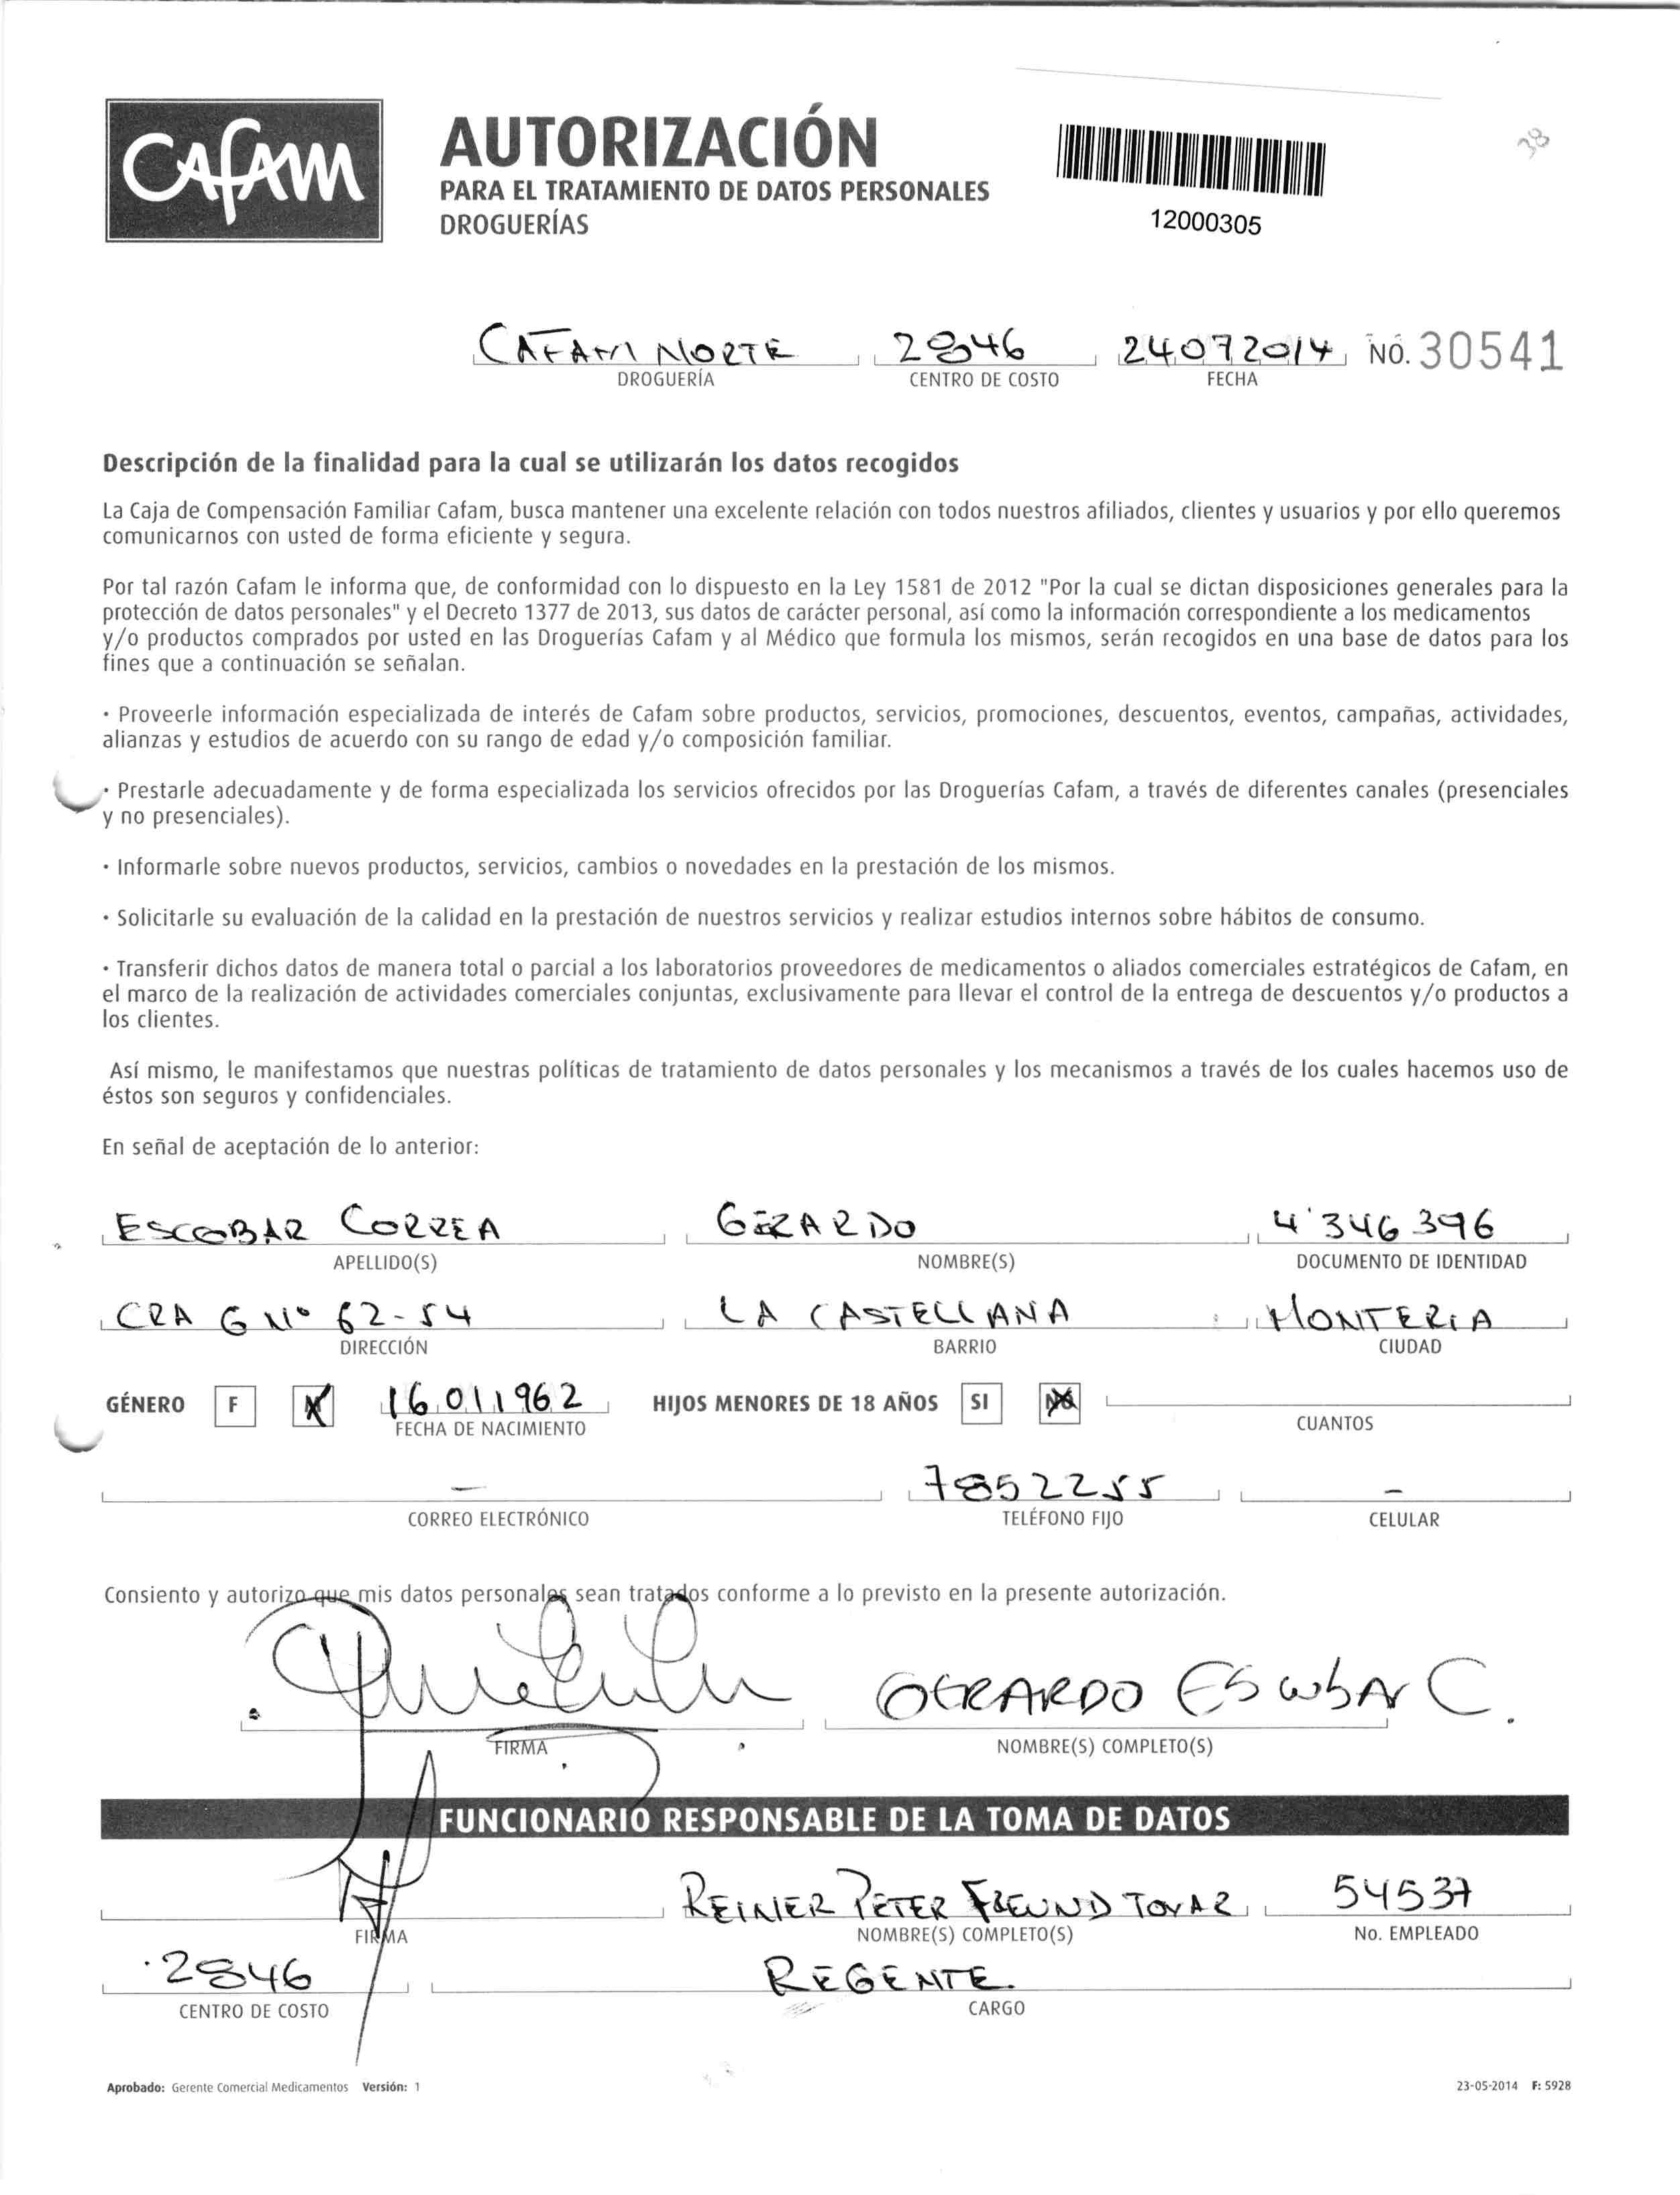 CAFAM
AUTORIZACIÓN
PARA EL TRATAMIENTO DE DATOS PERSONALES
DROGUERÍAS
12000305
38
CAFAM NORTE 2846 24072014 NO. 30541
DROGUERÍA CENTRO DE COSTO FECHA
Descripción de la finalidad para la cual se utilizarán los datos recogidos
La Caja de Compensación Familiar Cafam, busca mantener una excelente relación con todos nuestros afiliados, clientes y usuarios y por ello queremos
comunicarnos con usted de forma eficiente y segura.
Por tal razón Cafam le informa que, de conformidad con lo dispuesto en la Ley 1581 de 2012 "Por la cual se dictan disposiciones generales para la
protección de datos personales" y el Decreto 1377 de 2013, sus datos de carácter personal, así como la información correspondiente a los medicamentos
y/o productos comprados por usted en las Droguerías Cafam y al Médico que formula los mismos, serán recogidos en una base de datos para los
fines que a continuación se señalan.
· Proveerle información especializada de interés de Cafam sobre productos, servicios, promociones, descuentos, eventos, campañas, actividades,
alianzas y estudios de acuerdo con su rango de edad y/o composición familiar.
· Prestarle adecuadamente y de forma especializada los servicios ofrecidos por las Droguerías Cafam, a través de diferentes canales (presenciales
y no presenciales).
· Informarle sobre nuevos productos, servicios, cambios o novedades en la prestación de los mismos.
· Solicitarle su evaluación de la calidad en la prestación de nuestros servicios y realizar estudios internos sobre hábitos de consumo.
· Transferir dichos datos de manera total o parcial a los laboratorios proveedores de medicamentos o aliados comerciales estratégicos de Cafam, en
el marco de la realización de actividades comerciales conjuntas, exclusivamente para llevar el control de la entrega de descuentos y/o productos a
los clientes.
Así mismo, le manifestamos que nuestras políticas de tratamiento de datos personales y los mecanismos a través de los cuales hacemos uso de
éstos son seguros y confidenciales.
En señal de aceptación de lo anterior:
ESCOBAR CORREA GERARDO 4'346396
APELLIDO(S) NOMBRE(S) DOCUMENTO DE IDENTIDAD
CRA 6 Nº 62-54 LA CASTELLANA MONTERIA
DIRECCIÓN BARRIO CIUDAD
GÉNERO F X 16011962 HIJOS MENORES DE 18 AÑOS SI NO
FECHA DE NACIMIENTO CUANTOS
- 7852255 -
CORREO ELECTRÓNICO TELÉFONO FIJO CELULAR
Consiento y autorizo que mis datos personales sean tratados conforme a lo previsto en la presente autorización.
GERARDO ESCOBAR C.
FIRMA NOMBRE(S) COMPLETO(S)
FUNCIONARIO RESPONSABLE DE LA TOMA DE DATOS
REINIER PETER FREUND TOVAR 54537
FIRMA NOMBRE(S) COMPLETO(S) No. EMPLEADO
2846 REGENTE.
CENTRO DE COSTO CARGO
Aprobado: Gerente Comercial Medicamentos Versión: 1 23-05-2014 F: 5928